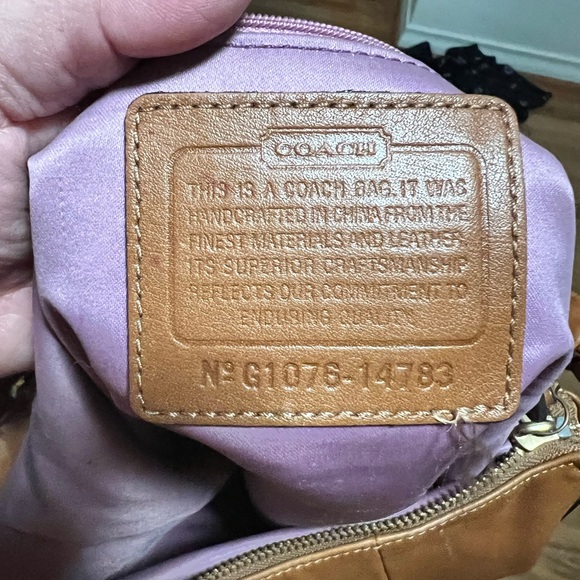 COACH
THIS IS A COACH BAG. IT WAS
HANDCRAFTED IN CHINA FROM THE
FINEST MATERIALS AND LEATHER.
ITS SUPERIOR CRAFTSMANSHIP
REFLECTS OUR COMMITMENT TO
ENDURING QUALITY.
Nº G1076-14783